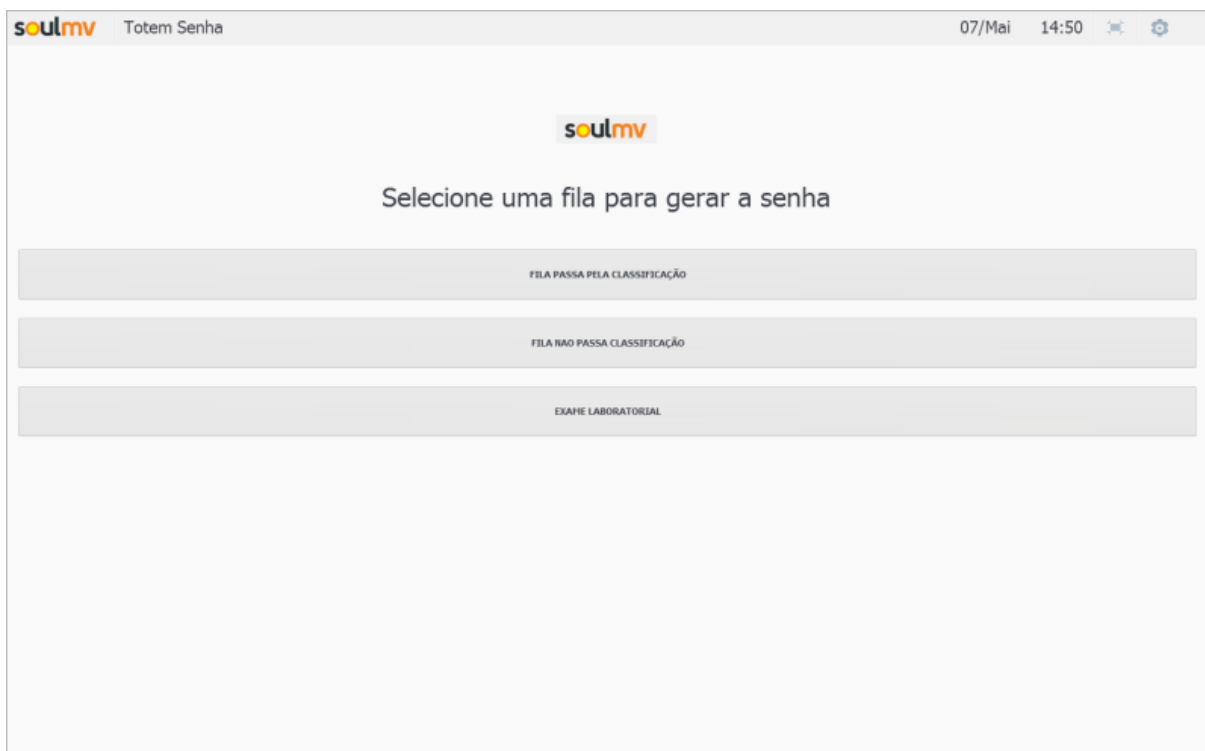 soulmv Totem Senha 07/Mai 14:50
soulmv
Selecione uma fila para gerar a senha
FILA PASSA PELA CLASSIFICAÇÃO
FILA NAO PASSA CLASSIFICAÇÃO
EXAME LABORATORIAL